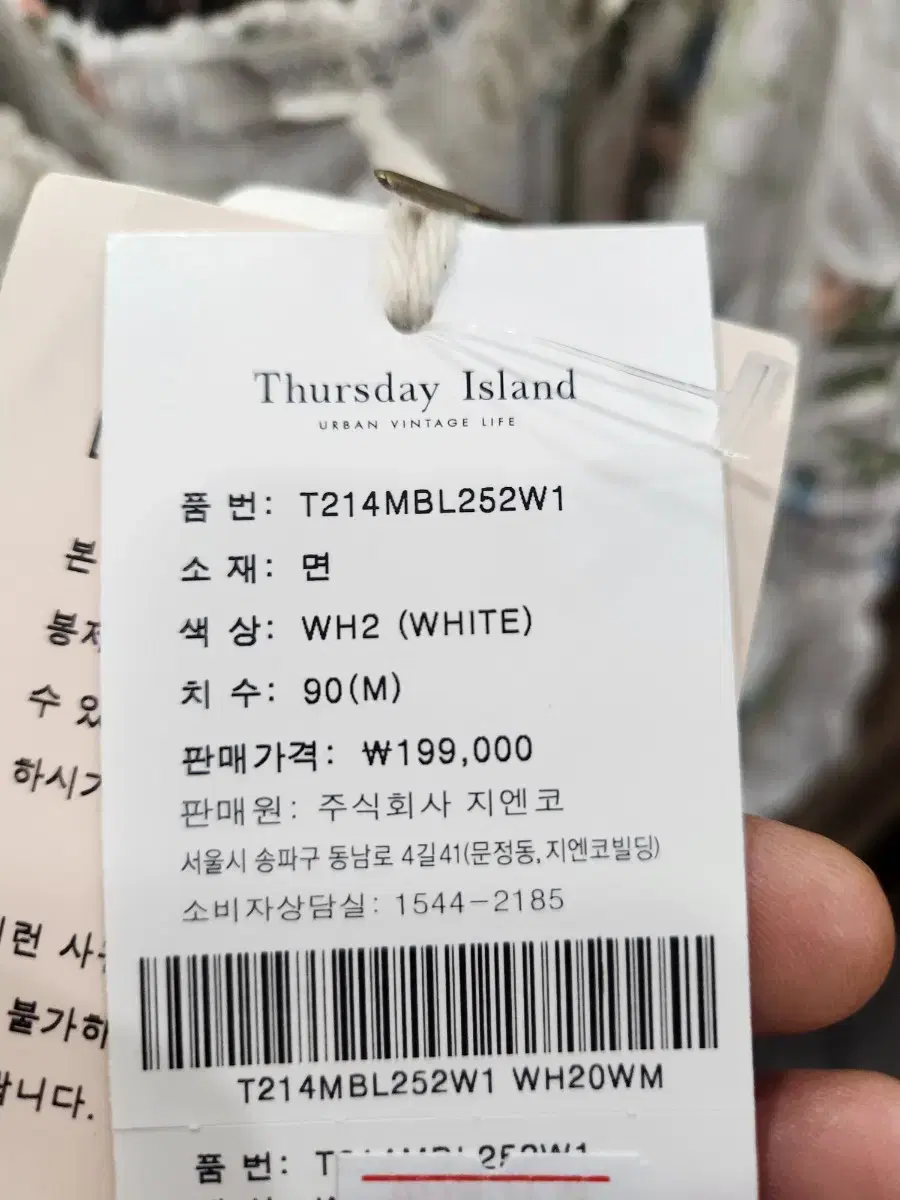 Thursday Island
URBAN VINTAGE LIFE
품 번: T214MBL252W1
소 재: 면
색 상: WH2 (WHITE)
치 수: 90(M)
판매가격: ₩199,000
판매원: 주식회사 지엔코
서울시 송파구 동남로 4길41(문정동, 지엔코빌딩)
소비자상담실: 1544-2185
T214MBL252W1 WH20WM
품 번:
본
수 있
하시
불가하